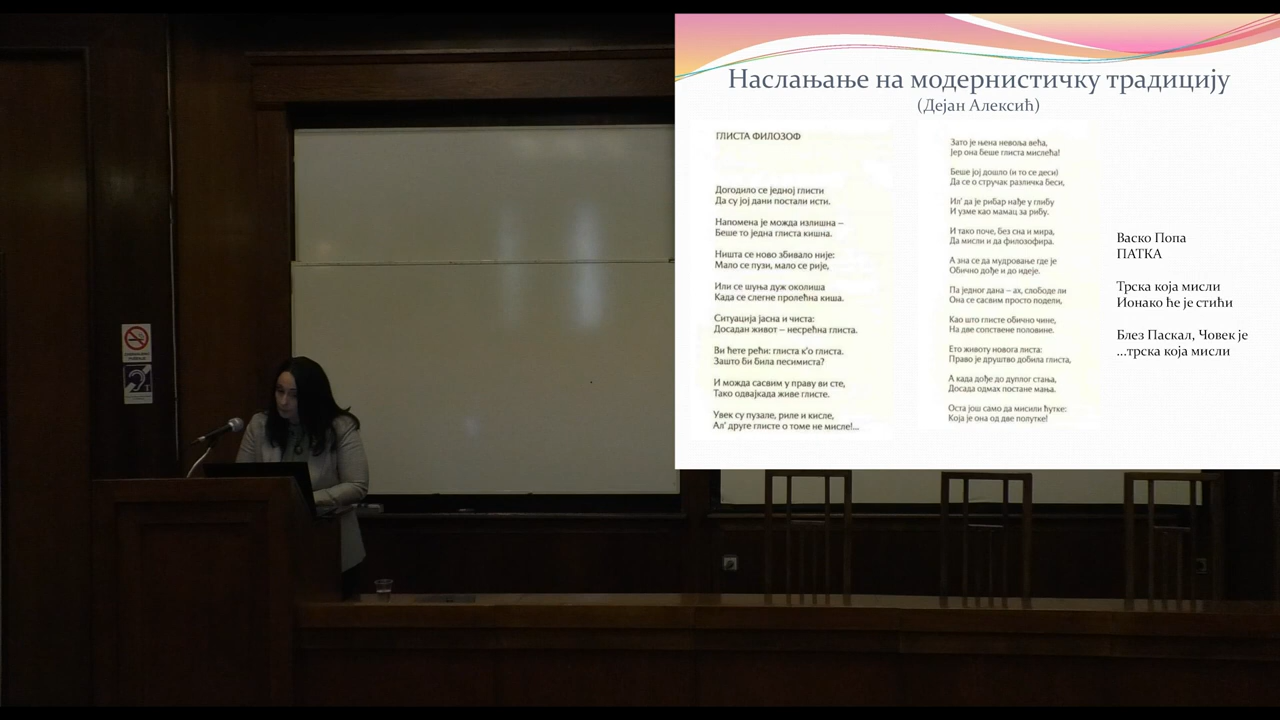 Наслањање на модернистичку традицију
(Дејан Алексић)
ГЛИСТА ФИЛОЗОФ
Догодило се једној глисти
Да су јој дани постали исти.
Напомена је можда излишна –
Беше то једна глиста кишна.
Ништа се ново збивало није:
Мало се пузи, мало се рије,
Или се шуња дуж околиша
Када се слегне пролећна киша.
Ситуација јасна и чиста:
Досадан живот – несрећна глиста.
Ви ћете рећи: глиста к'о глиста.
Зашто би била песимиста?
И можда сасвим у праву ви сте,
Тако одвајкада живе глисте.
Увек су пузале, риле и кисле,
Ал' друге глисте о томе не мисле!...
Зато је њена невоља већа,
Јер она беше глиста мислећа!
Беше јој дошло (и то се деси)
Да се о стручак различка беси,
Ил' да је рибар нађе у глибу
И узме као мамац за рибу.
И тако поче, без сна и мира,
Да мисли и да филозофира.
А зна се да мудровање где је
Обично дође и до идеје.
Па једног дана – ах, слободе ли
Она се сасвим просто подели,
Као што глисте обично чине,
На две сопствене половине.
Ето животу новога листа:
Право је друштво добила глиста,
А када дође до дуплог стања,
Досада одмах постане мања.
Оста још само да мисили ћутке:
Која је она од две полутке!
Васко Попа
ПАТКА
Трска која мисли
Ионако ће је стићи
Блез Паскал, Човек је
...трска која мисли